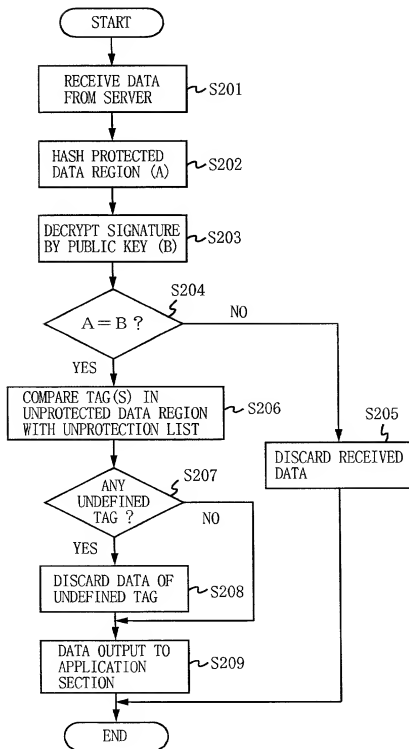 START
RECEIVE DATA
FROM SERVER
S201
HASH PROTECTED
DATA REGION (A)
S202
DECRYPT SIGNATURE
BY PUBLIC KEY (B)
S203
S204
A=B?
NO
YES
COMPARE TAG(S) IN
UNPROTECTED DATA REGION
WITH UNPROTECTION LIST
S206
S205
DISCARD RECEIVED
DATA
S207
ANY
UNDEFINED
TAG ?
NO
YES
DISCARD DATA OF
UNDEFINED TAG
S208
DATA OUTPUT TO
APPLICATION
SECTION
S209
END